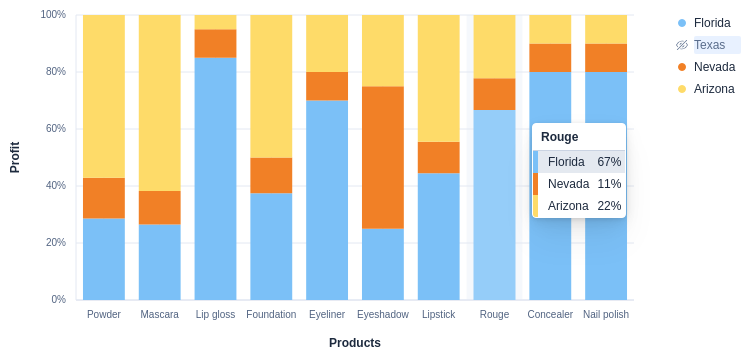 100%
80%
60%
40%
20%
0%
Profit
Powder
Mascara
Lip gloss
Foundation
Eyeliner
Eyeshadow
Lipstick
Rouge
Concealer
Nail polish
Products
Rouge
Florida 67%
Nevada 11%
Arizona 22%
Florida
Texas
Nevada
Arizona